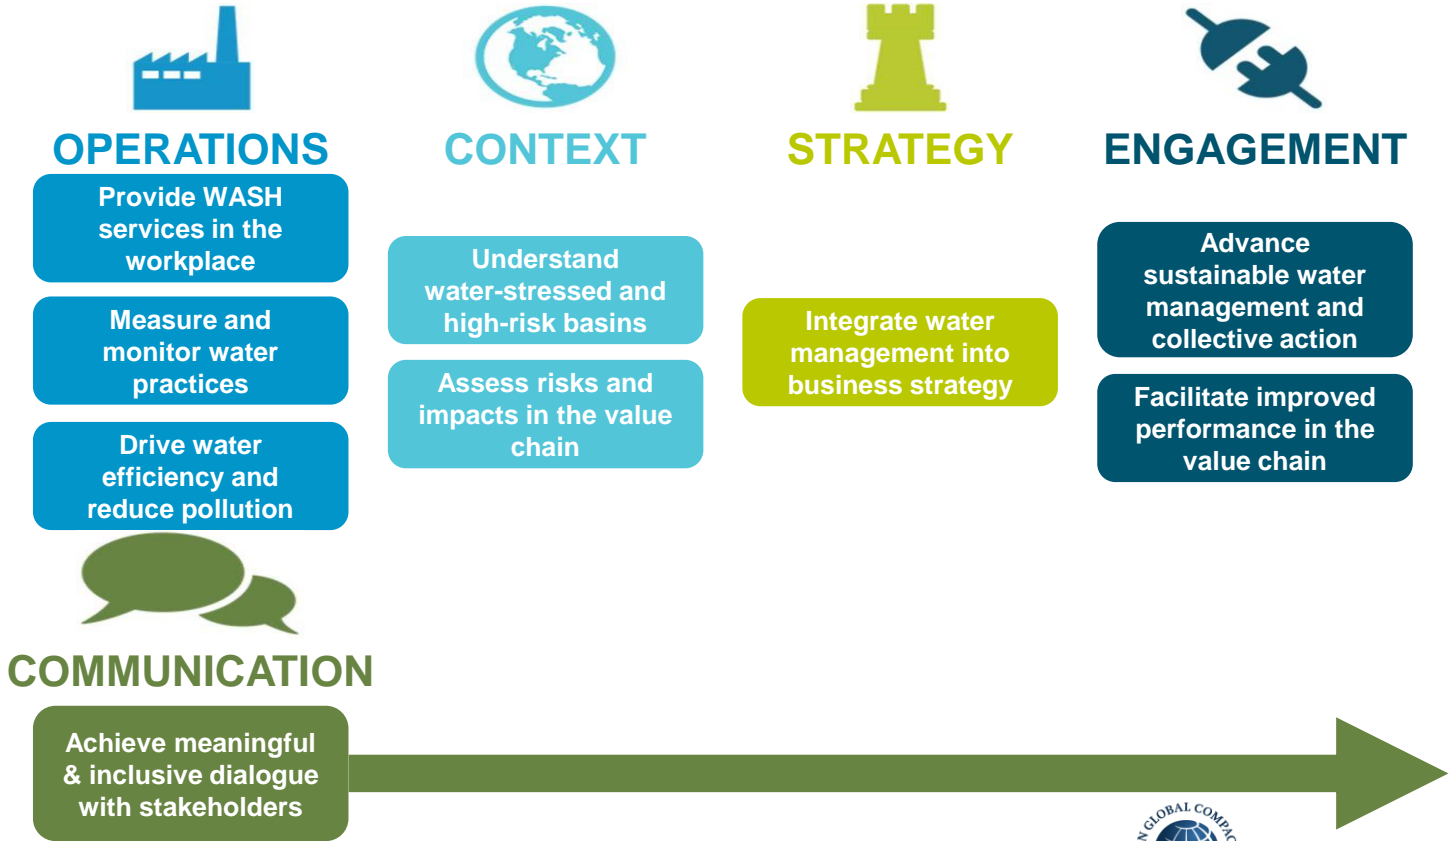 OPERATIONS
Provide WASH
services in the
workplace
Measure and
monitor water
practices
Drive water
efficiency and
reduce pollution
CONTEXT
Understand
water-stressed and
high-risk basins
Assess risks and
impacts in the value
chain
STRATEGY
Integrate water
management into
business strategy
ENGAGEMENT
Advance
sustainable water
management and
collective action
Facilitate improved
performance in the
value chain
COMMUNICATION
Achieve meaningful
& inclusive dialogue
with stakeholders
GLOBAL